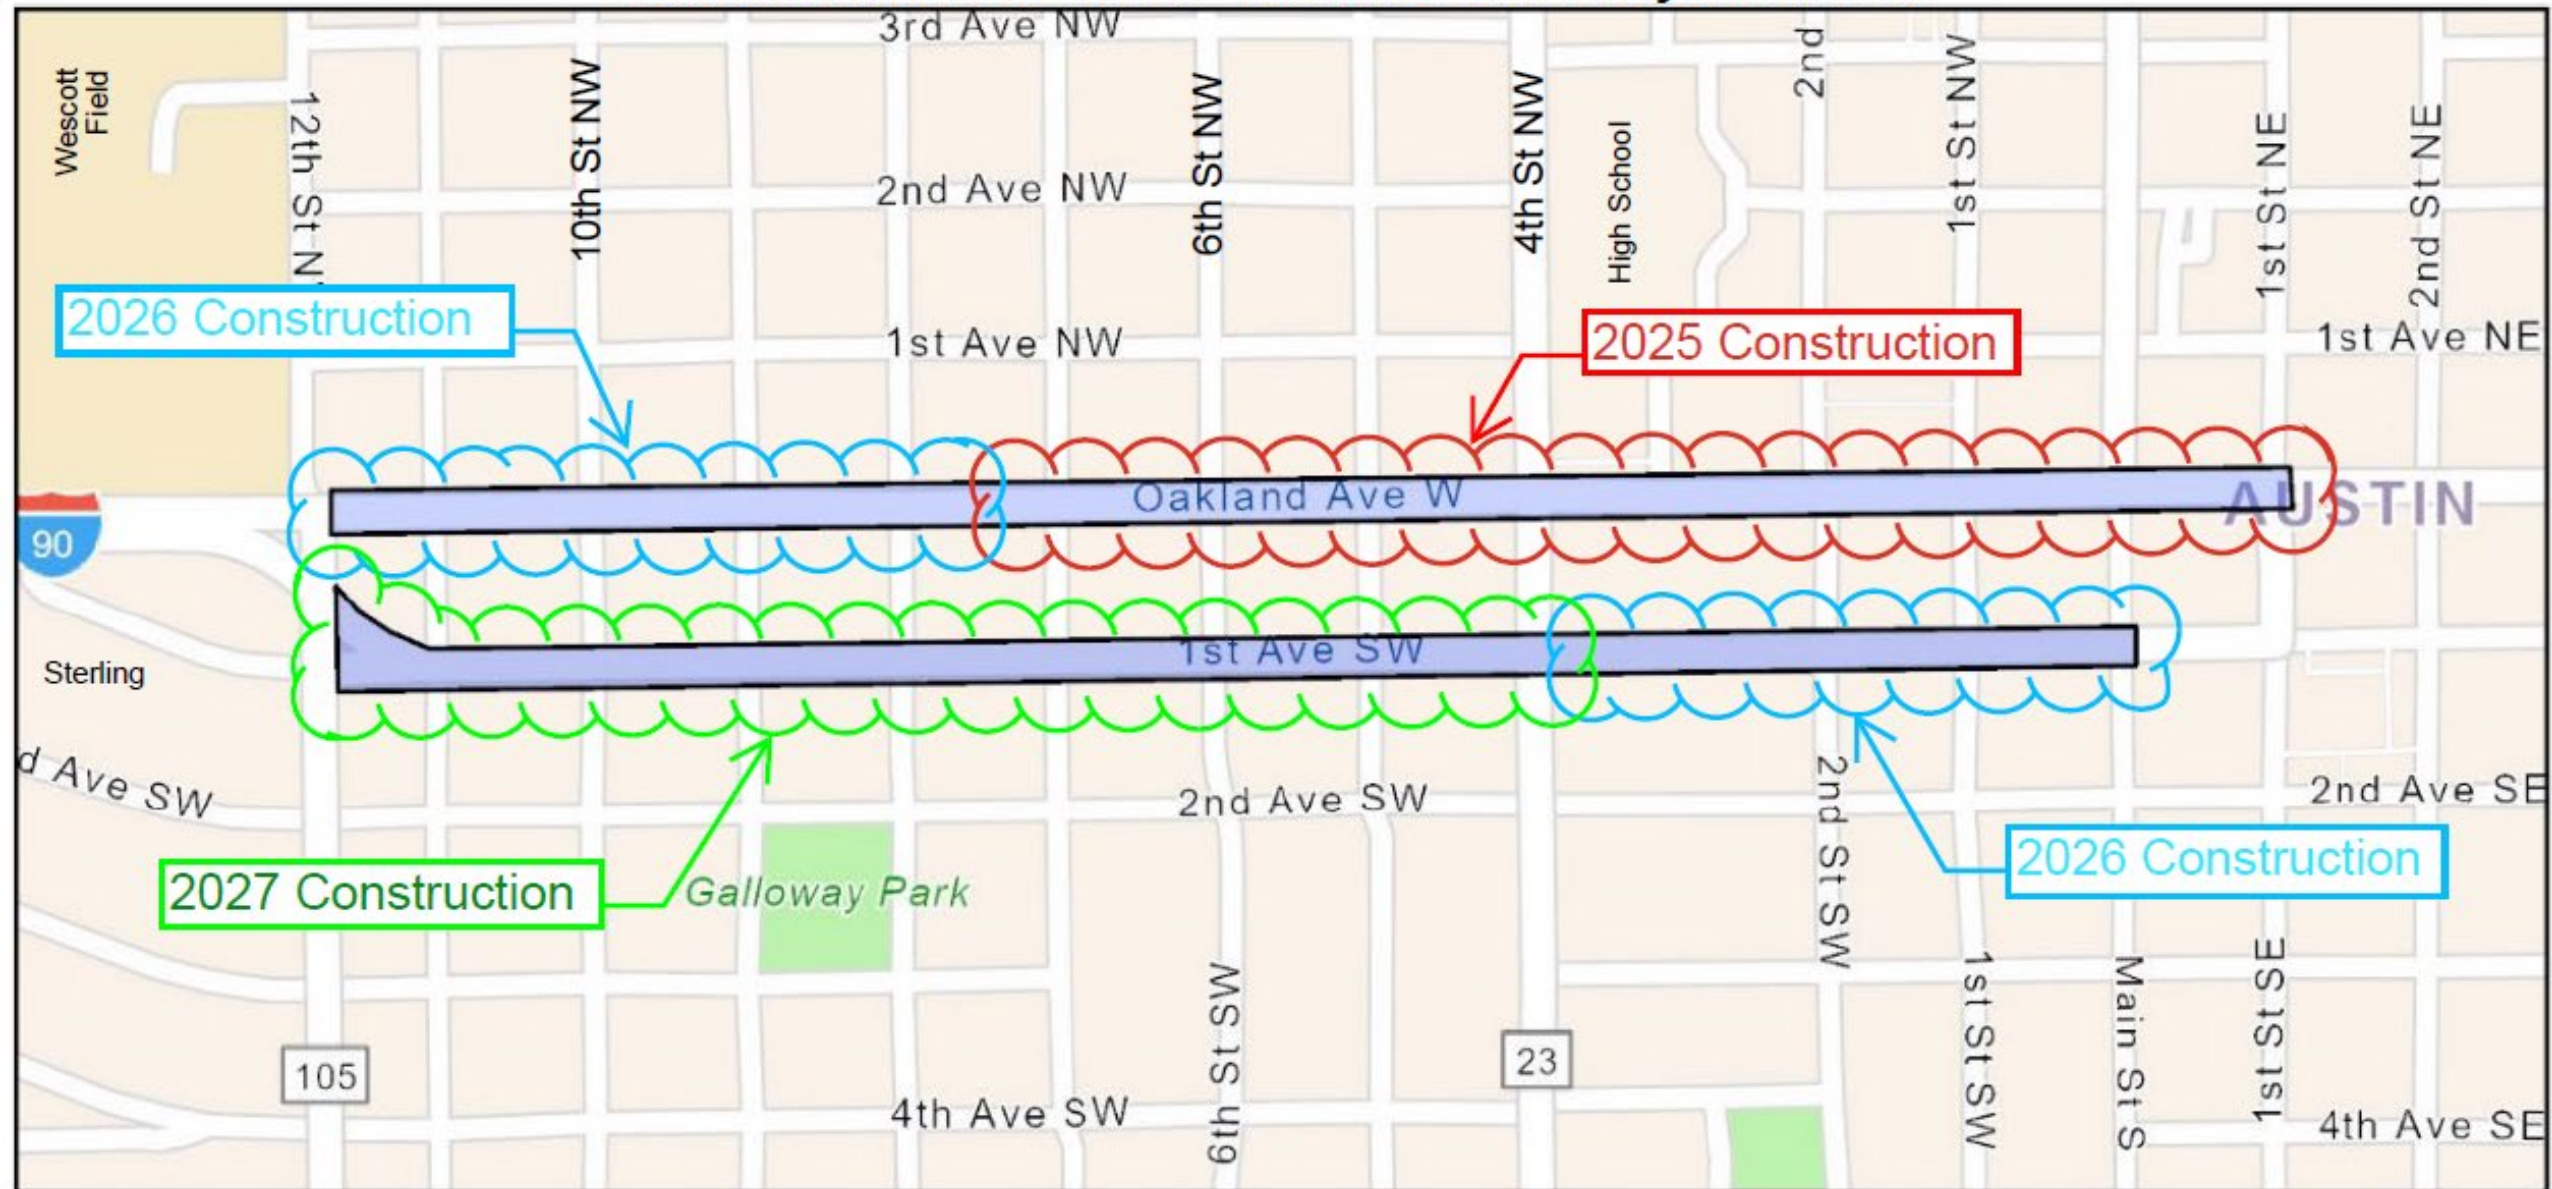 3rd Ave NW
Wescott
Field
12th St N
10th St NW
6th St NW
4th St NW
High School
2nd
1st St NW
1st St NE
2nd St NE
2nd Ave NW
2026 Construction
1st Ave NW
2025 Construction
1st Ave NE
Oakland Ave W
AUSTIN
90
1st Ave SW
Sterling
d Ave SW
2nd Ave SW
2nd St SW
2nd Ave SE
2027 Construction
Galloway Park
2026 Construction
105
6th St SW
23
1st St SW
Main St S
1st St SE
4th Ave SW
4th Ave SE